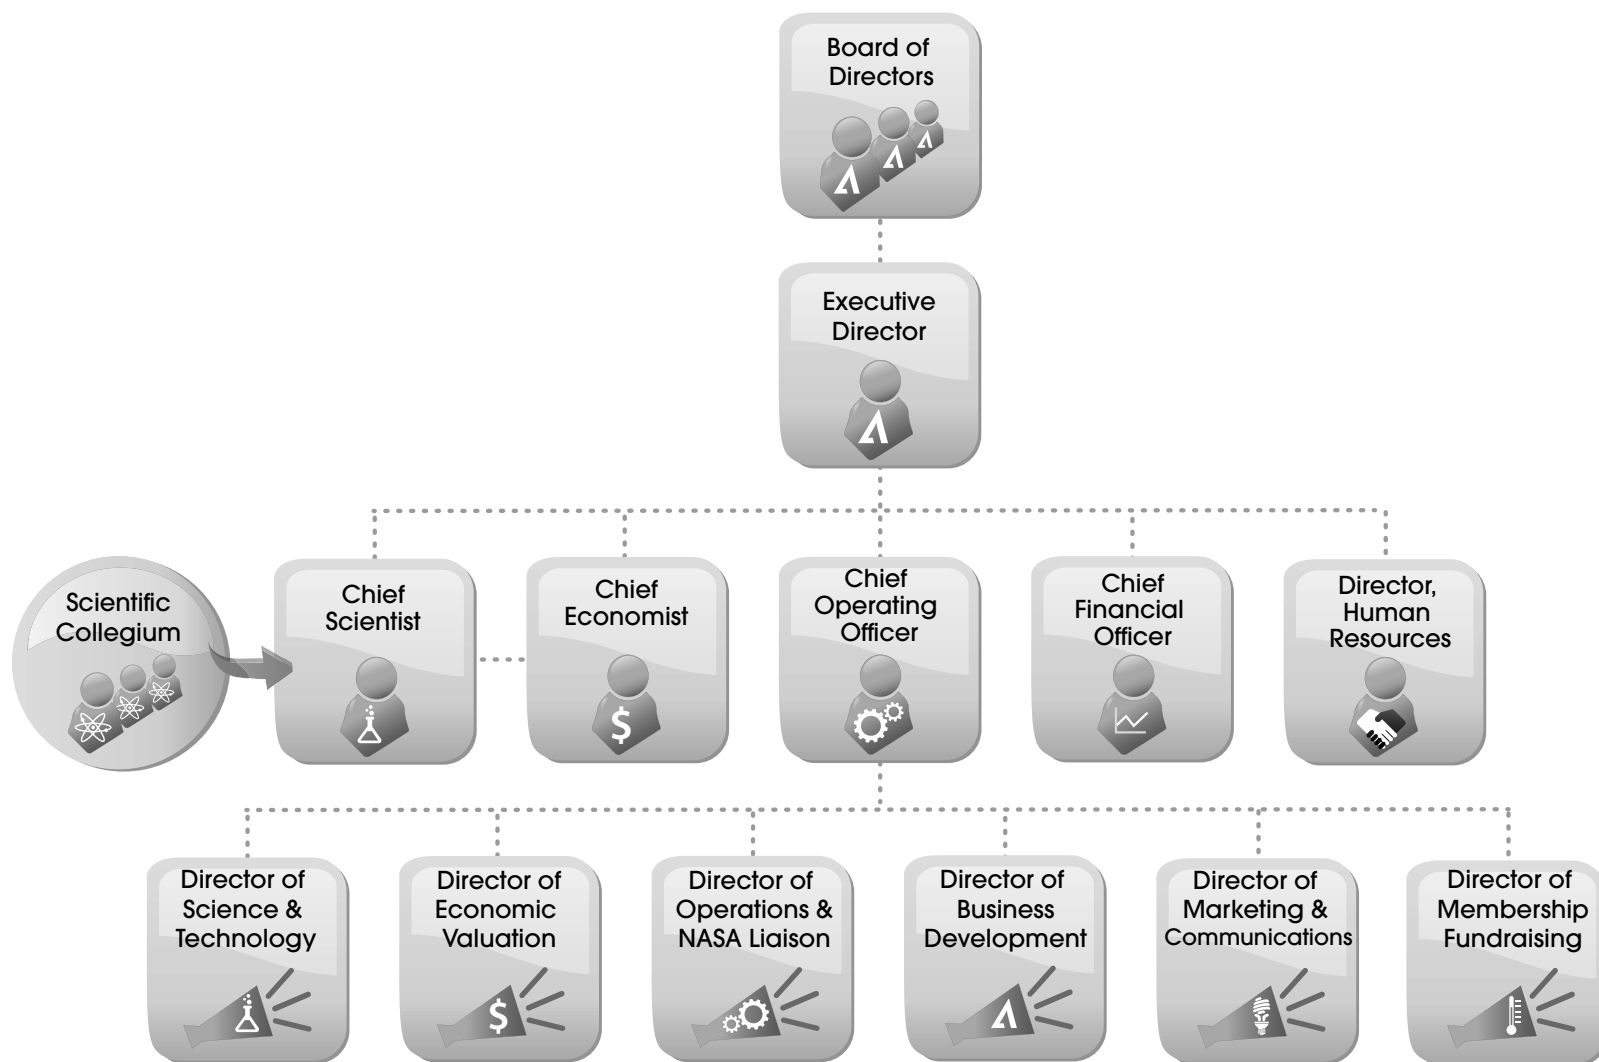 Board of
Directors
Executive
Director
Scientific
Collegium
Chief
Scientist
Chief
Economist
$
Chief
Operating
Officer
Chief
Financial
Officer
Director,
Human
Resources
Director of
Science &
Technology
Director of
Economic
Valuation
$
Director of
Operations &
NASA Liaison
Director of
Business
Development
Director of
Marketing &
Communications
Director of
Membership
Fundraising